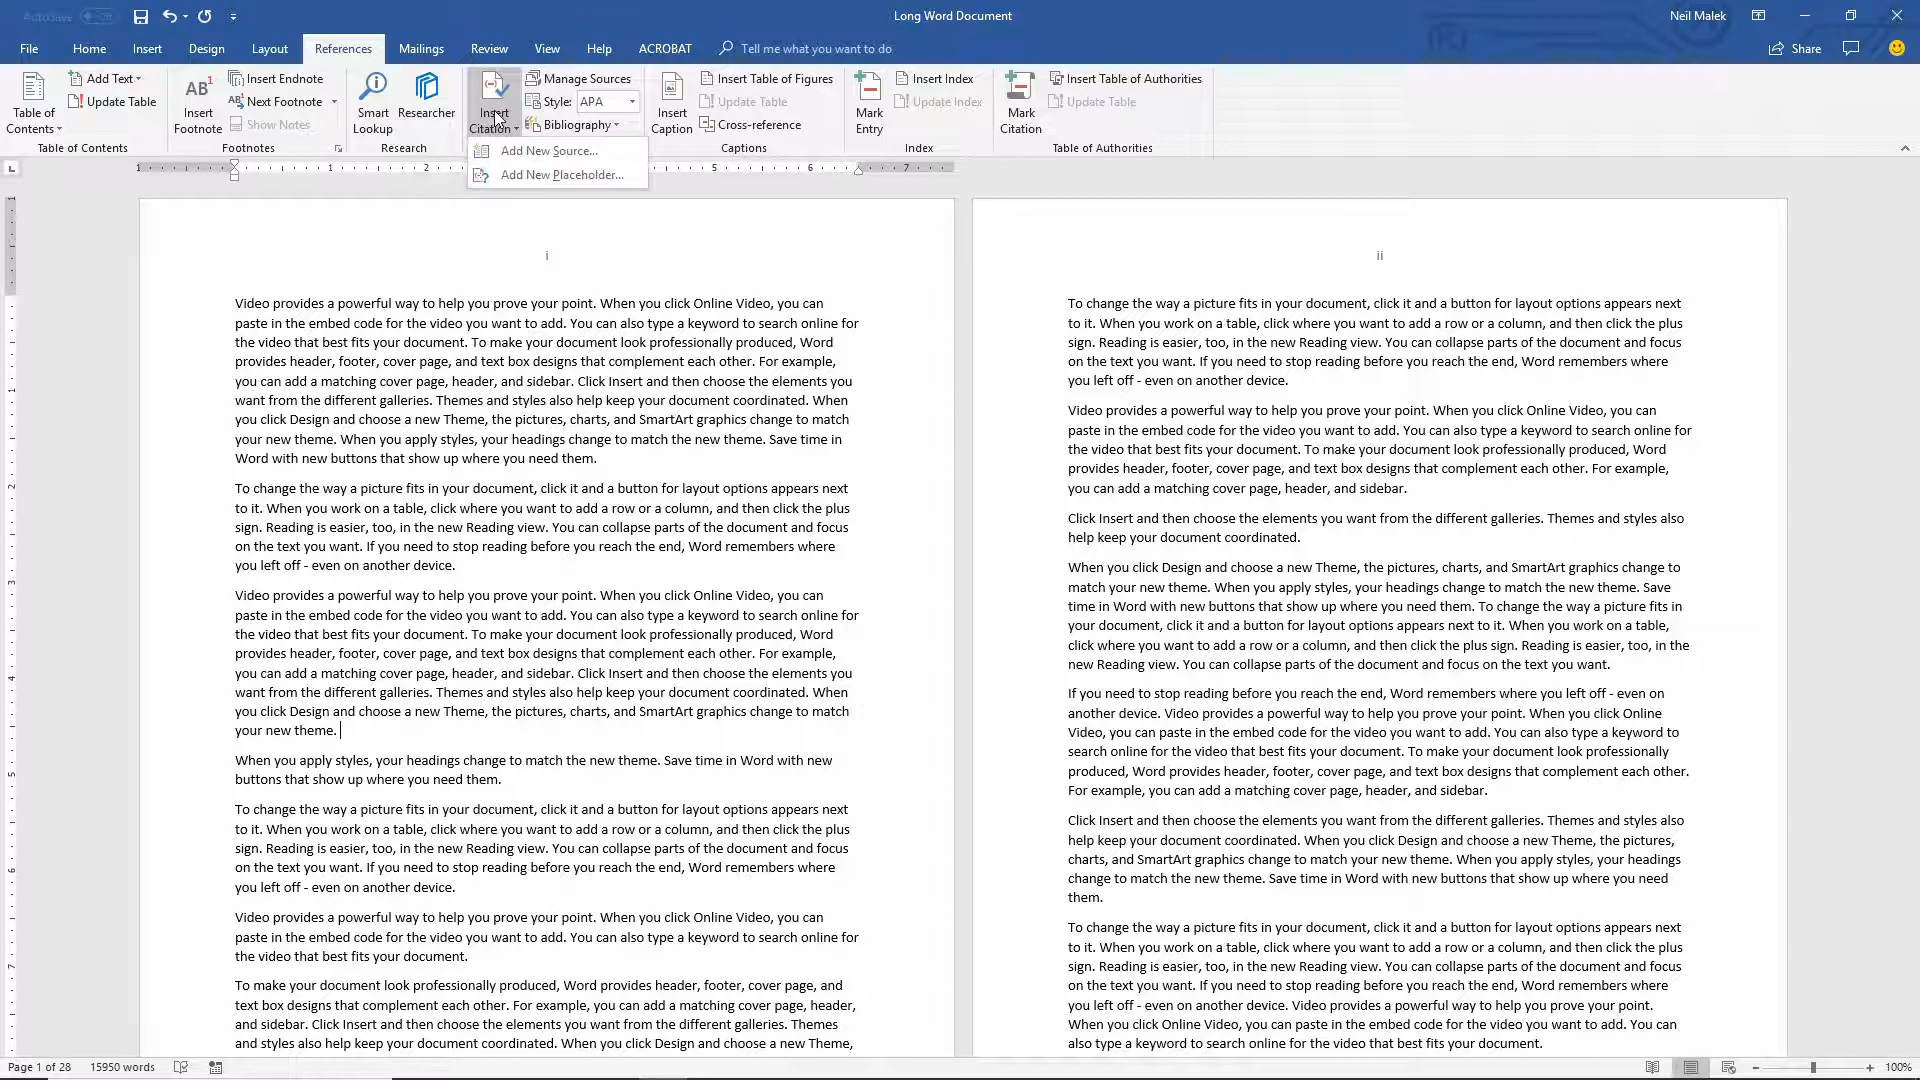 AutoSave Off
Long Word Document
Neil Malek
File Home Insert Design Layout References Mailings Review View Help ACROBAT Tell me what you want to do Share
Table of Contents
Add Text
Update Table
Table of Contents
AB1
Insert Footnote
Insert Endnote
Next Footnote
Show Notes
Footnotes
Smart Lookup
Researcher
Research
Insert Citation
Manage Sources
Style: APA
Bibliography
Add New Source...
Add New Placeholder...
Insert Caption
Insert Table of Figures
Update Table
Cross-reference
Captions
Mark Entry
Insert Index
Update Index
Index
Mark Citation
Insert Table of Authorities
Update Table
Table of Authorities
1 1 2 5 6 7
i
Video provides a powerful way to help you prove your point. When you click Online Video, you can
paste in the embed code for the video you want to add. You can also type a keyword to search online for
the video that best fits your document. To make your document look professionally produced, Word
provides header, footer, cover page, and text box designs that complement each other. For example,
you can add a matching cover page, header, and sidebar. Click Insert and then choose the elements you
want from the different galleries. Themes and styles also help keep your document coordinated. When
you click Design and choose a new Theme, the pictures, charts, and SmartArt graphics change to match
your new theme. When you apply styles, your headings change to match the new theme. Save time in
Word with new buttons that show up where you need them.
To change the way a picture fits in your document, click it and a button for layout options appears next
to it. When you work on a table, click where you want to add a row or a column, and then click the plus
sign. Reading is easier, too, in the new Reading view. You can collapse parts of the document and focus
on the text you want. If you need to stop reading before you reach the end, Word remembers where
you left off - even on another device.
Video provides a powerful way to help you prove your point. When you click Online Video, you can
paste in the embed code for the video you want to add. You can also type a keyword to search online for
the video that best fits your document. To make your document look professionally produced, Word
provides header, footer, cover page, and text box designs that complement each other. For example,
you can add a matching cover page, header, and sidebar. Click Insert and then choose the elements you
want from the different galleries. Themes and styles also help keep your document coordinated. When
you click Design and choose a new Theme, the pictures, charts, and SmartArt graphics change to match
your new theme.
When you apply styles, your headings change to match the new theme. Save time in Word with new
buttons that show up where you need them.
To change the way a picture fits in your document, click it and a button for layout options appears next
to it. When you work on a table, click where you want to add a row or a column, and then click the plus
sign. Reading is easier, too, in the new Reading view. You can collapse parts of the document and focus
on the text you want. If you need to stop reading before you reach the end, Word remembers where
you left off - even on another device.
Video provides a powerful way to help you prove your point. When you click Online Video, you can
paste in the embed code for the video you want to add. You can also type a keyword to search online for
the video that best fits your document.
To make your document look professionally produced, Word provides header, footer, cover page, and
text box designs that complement each other. For example, you can add a matching cover page, header,
and sidebar. Click Insert and then choose the elements you want from the different galleries. Themes
and styles also help keep your document coordinated. When you click Design and choose a new Theme,
ii
To change the way a picture fits in your document, click it and a button for layout options appears next
to it. When you work on a table, click where you want to add a row or a column, and then click the plus
sign. Reading is easier, too, in the new Reading view. You can collapse parts of the document and focus
on the text you want. If you need to stop reading before you reach the end, Word remembers where
you left off - even on another device.
Video provides a powerful way to help you prove your point. When you click Online Video, you can
paste in the embed code for the video you want to add. You can also type a keyword to search online for
the video that best fits your document. To make your document look professionally produced, Word
provides header, footer, cover page, and text box designs that complement each other. For example,
you can add a matching cover page, header, and sidebar.
Click Insert and then choose the elements you want from the different galleries. Themes and styles also
help keep your document coordinated.
When you click Design and choose a new Theme, the pictures, charts, and SmartArt graphics change to
match your new theme. When you apply styles, your headings change to match the new theme. Save
time in Word with new buttons that show up where you need them. To change the way a picture fits in
your document, click it and a button for layout options appears next to it. When you work on a table,
click where you want to add a row or a column, and then click the plus sign. Reading is easier, too, in the
new Reading view. You can collapse parts of the document and focus on the text you want.
If you need to stop reading before you reach the end, Word remembers where you left off - even on
another device. Video provides a powerful way to help you prove your point. When you click Online
Video, you can paste in the embed code for the video you want to add. You can also type a keyword to
search online for the video that best fits your document. To make your document look professionally
produced, Word provides header, footer, cover page, and text box designs that complement each other.
For example, you can add a matching cover page, header, and sidebar.
Click Insert and then choose the elements you want from the different galleries. Themes and styles also
help keep your document coordinated. When you click Design and choose a new Theme, the pictures,
charts, and SmartArt graphics change to match your new theme. When you apply styles, your headings
change to match the new theme. Save time in Word with new buttons that show up where you need
them.
To change the way a picture fits in your document, click it and a button for layout options appears next
to it. When you work on a table, click where you want to add a row or a column, and then click the plus
sign. Reading is easier, too, in the new Reading view. You can collapse parts of the document and focus
on the text you want. If you need to stop reading before you reach the end, Word remembers where
you left off - even on another device. Video provides a powerful way to help you prove your point.
When you click Online Video, you can paste in the embed code for the video you want to add. You can
also type a keyword to search online for the video that best fits your document.
Page 1 of 28 15950 words 100%